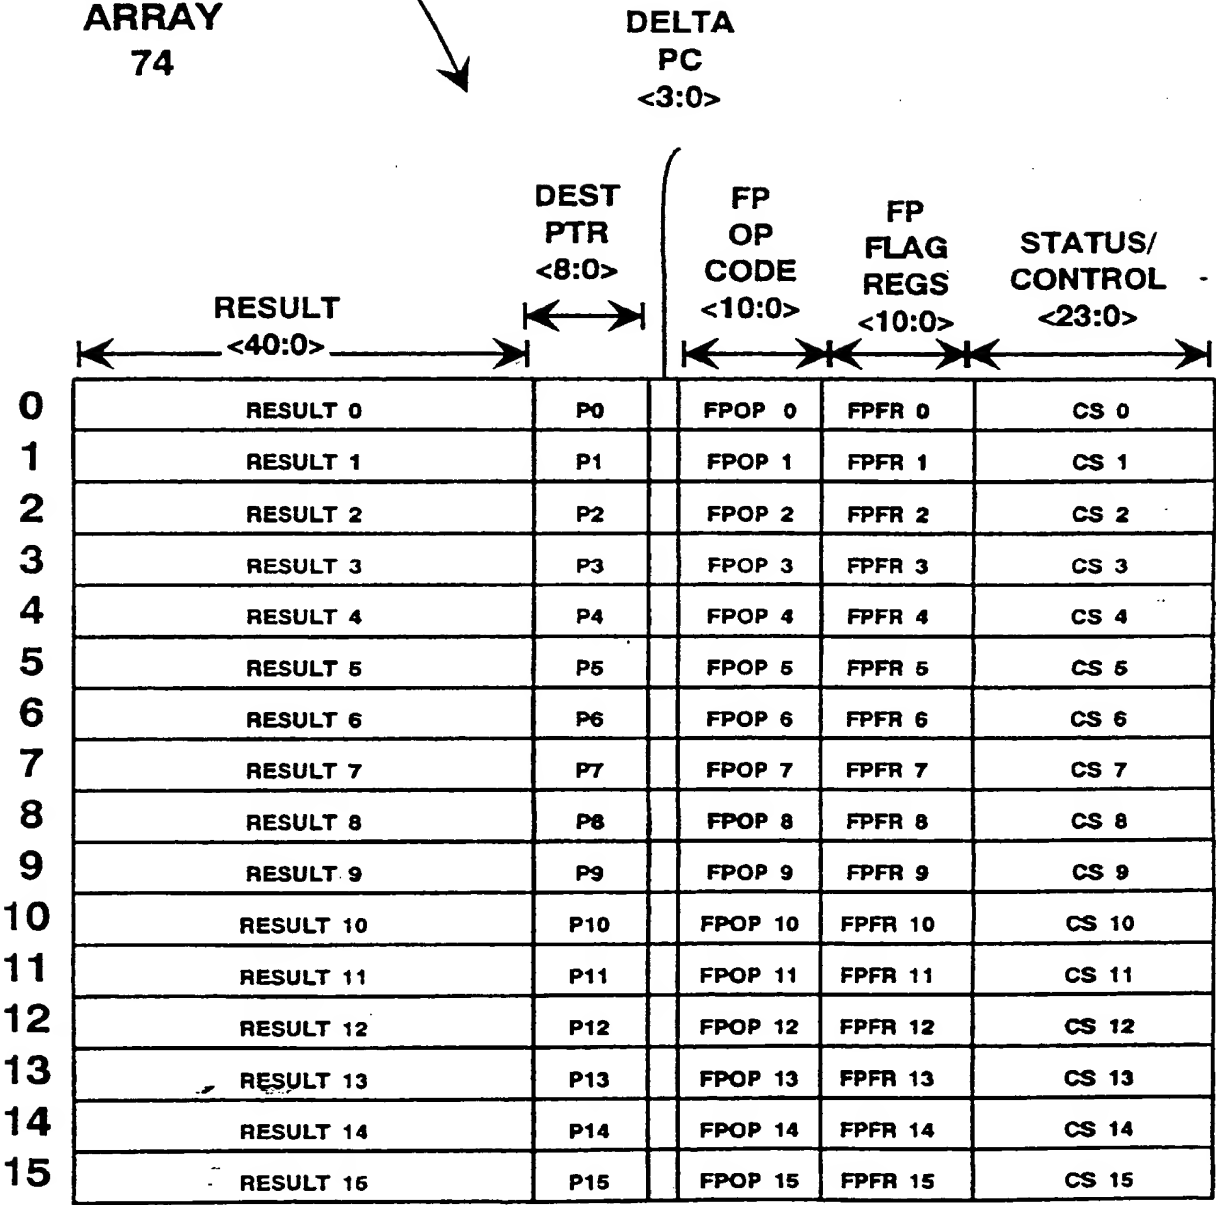 ARRAY
74
DELTA
PC
<3:0>
DEST
PTR
<8:0>
FP
OP
CODE
<10:0>
FP
FLAG
REGS
<10:0>
STATUS/
CONTROL
<23:0>
RESULT
<40:0>
0 RESULT 0 P0 FPOP 0 FPFR 0 CS 0
1 RESULT 1 P1 FPOP 1 FPFR 1 CS 1
2 RESULT 2 P2 FPOP 2 FPFR 2 CS 2
3 RESULT 3 P3 FPOP 3 FPFR 3 CS 3
4 RESULT 4 P4 FPOP 4 FPFR 4 CS 4
5 RESULT 5 P5 FPOP 5 FPFR 5 CS 5
6 RESULT 6 P6 FPOP 6 FPFR 6 CS 6
7 RESULT 7 P7 FPOP 7 FPFR 7 CS 7
8 RESULT 8 P8 FPOP 8 FPFR 8 CS 8
9 RESULT 9 P9 FPOP 9 FPFR 9 CS 9
10 RESULT 10 P10 FPOP 10 FPFR 10 CS 10
11 RESULT 11 P11 FPOP 11 FPFR 11 CS 11
12 RESULT 12 P12 FPOP 12 FPFR 12 CS 12
13 RESULT 13 P13 FPOP 13 FPFR 13 CS 13
14 RESULT 14 P14 FPOP 14 FPFR 14 CS 14
15 RESULT 15 P15 FPOP 15 FPFR 15 CS 15